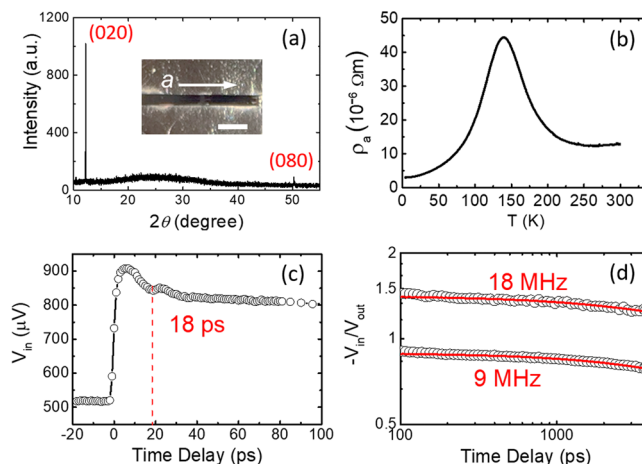 (a)
(020)
(080)
a
Intensity (a.u.)
1200
900
600
300
0
10 20 30 40 50
2θ (degree)
(b)
ρa (10⁻⁶ Ωm)
50
40
30
20
10
0
0 50 100 150 200 250 300
T (K)
(c)
18 ps
Vin (μV)
900
800
700
600
500
-20 0 20 40 60 80 100
Time Delay (ps)
(d)
18 MHz
9 MHz
-Vin/Vout
2
1.5
1
0.5
100 1000
Time Delay (ps)